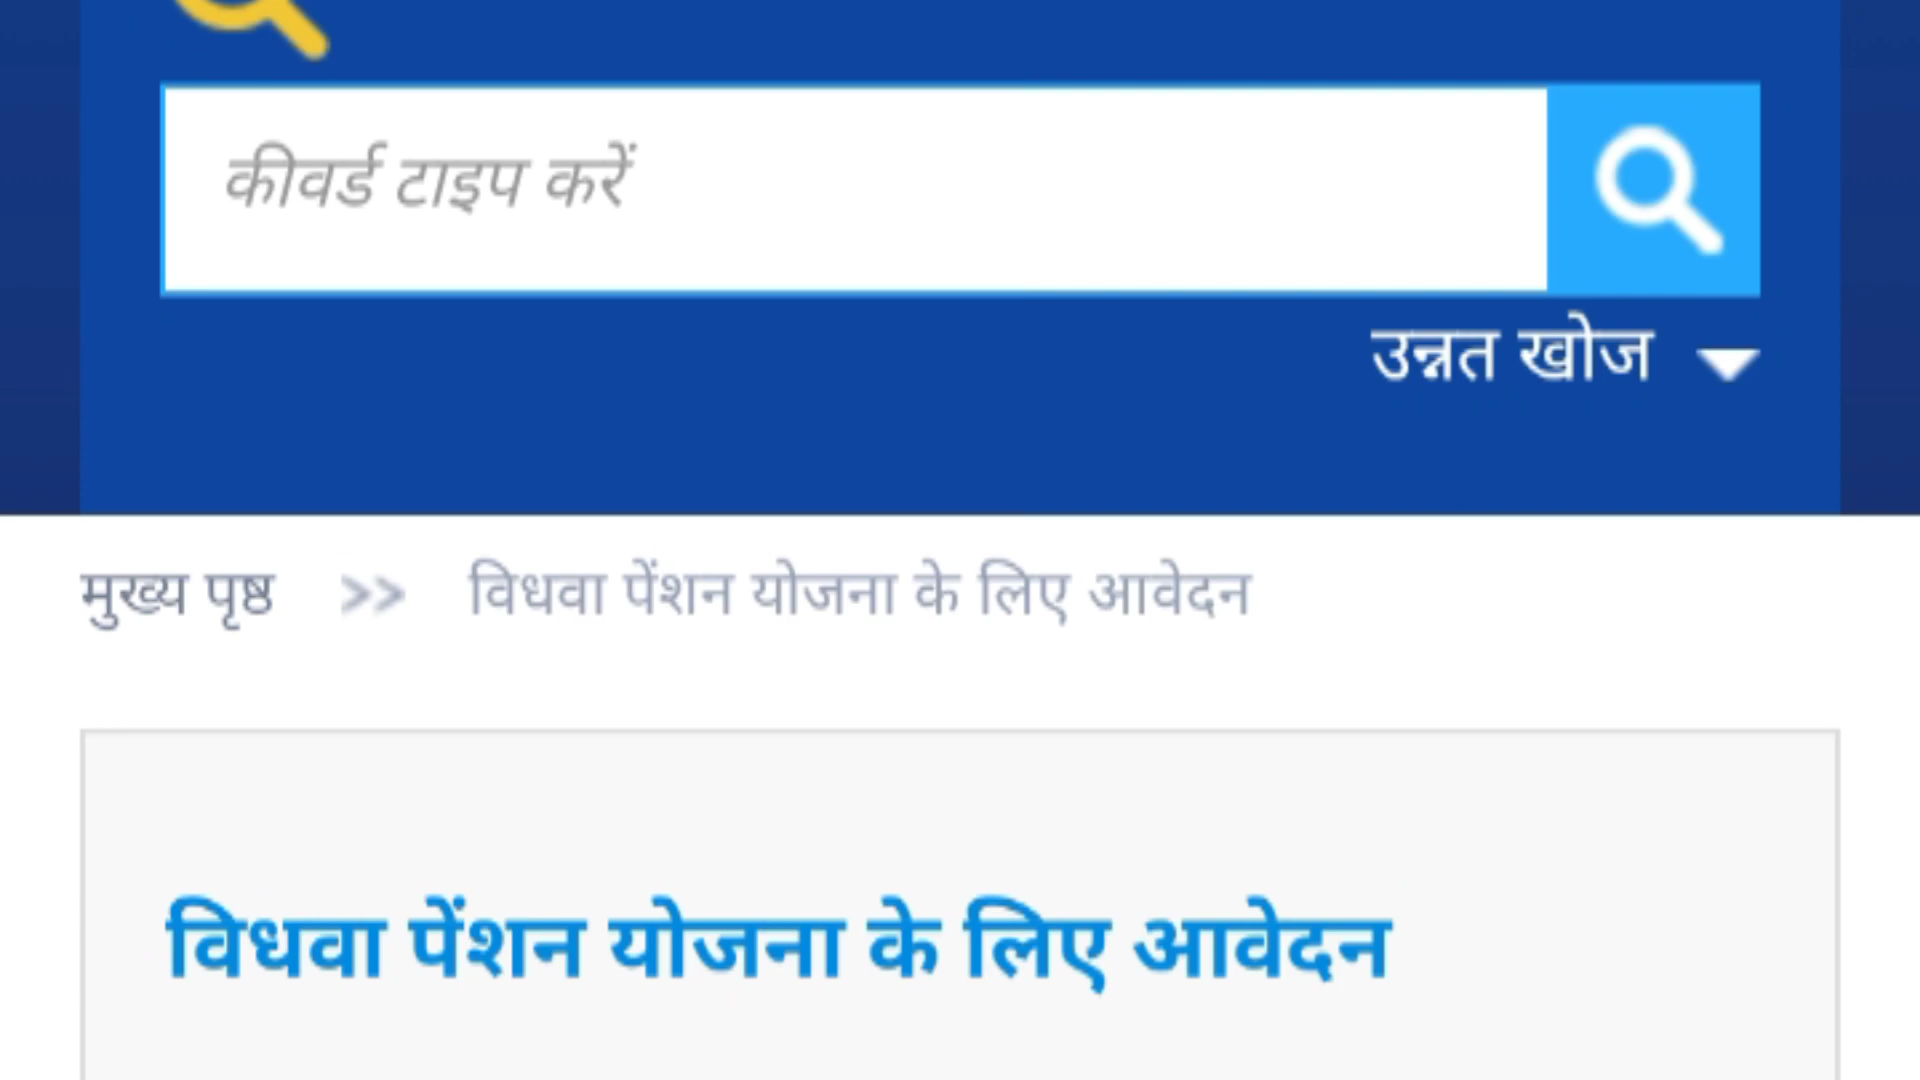 कीवर्ड टाइप करें
उन्नत खोज
मुख्य पृष्ठ >> विधवा पेंशन योजना के लिए आवेदन
विधवा पेंशन योजना के लिए आवेदन